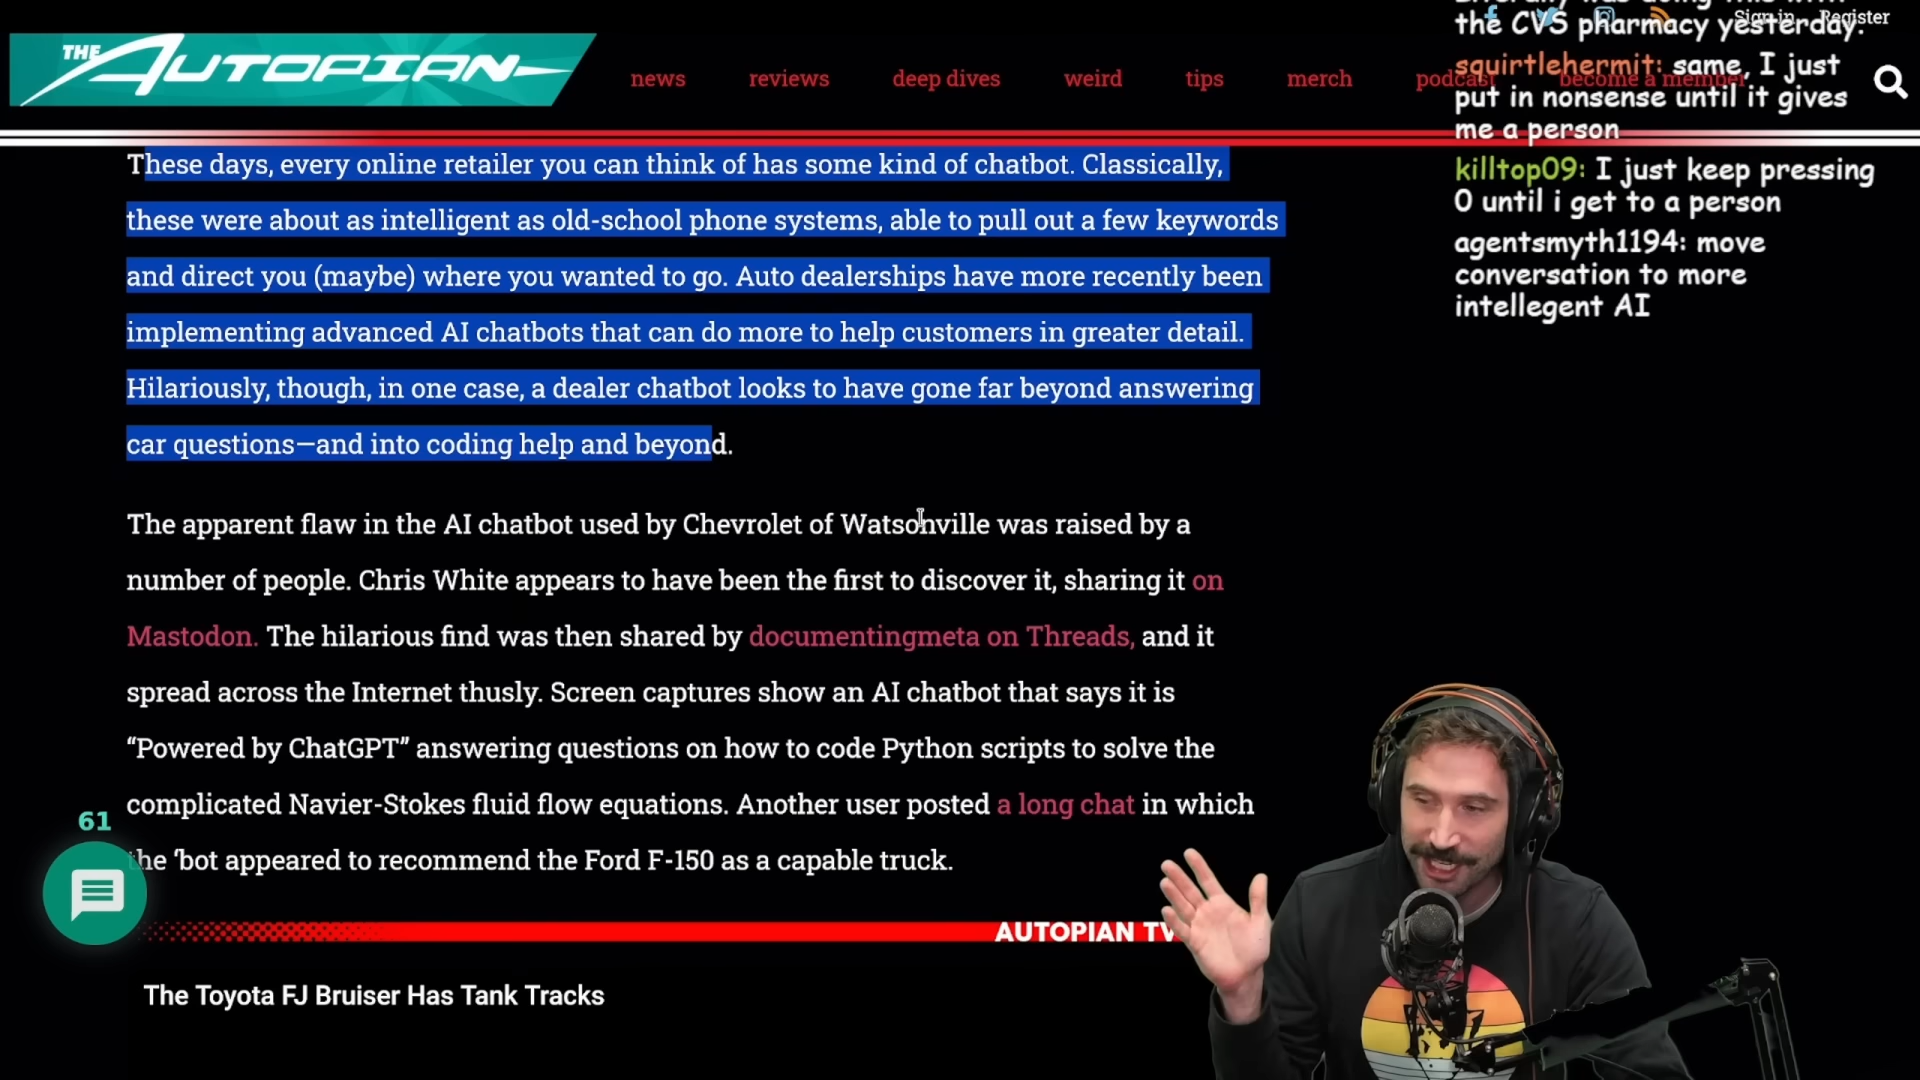 THE AUTOPIAN
news reviews deep dives weird tips merch podcast become a member
Sign in Register
These days, every online retailer you can think of has some kind of chatbot. Classically,
these were about as intelligent as old-school phone systems, able to pull out a few keywords
and direct you (maybe) where you wanted to go. Auto dealerships have more recently been
implementing advanced AI chatbots that can do more to help customers in greater detail.
Hilariously, though, in one case, a dealer chatbot looks to have gone far beyond answering
car questions—and into coding help and beyond.
The apparent flaw in the AI chatbot used by Chevrolet of Watsonville was raised by a
number of people. Chris White appears to have been the first to discover it, sharing it on
Mastodon. The hilarious find was then shared by documentingmeta on Threads, and it
spread across the Internet thusly. Screen captures show an AI chatbot that says it is
“Powered by ChatGPT” answering questions on how to code Python scripts to solve the
complicated Navier-Stokes fluid flow equations. Another user posted a long chat in which
the ‘bot appeared to recommend the Ford F-150 as a capable truck.
61
AUTOPIAN TV
The Toyota FJ Bruiser Has Tank Tracks
the CVS pharmacy yesterday.
squirtlehermit: same, I just
put in nonsense until it gives
me a person
killtop09: I just keep pressing
0 until i get to a person
agentsmyth1194: move
conversation to more
intellegent AI